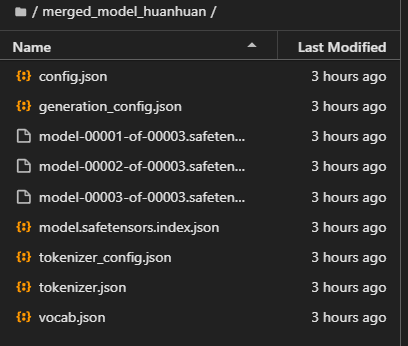 / merged_model_huanhuan /
Name Last Modified
config.json 3 hours ago
generation_config.json 3 hours ago
model-00001-of-00003.safeten... 3 hours ago
model-00002-of-00003.safeten... 3 hours ago
model-00003-of-00003.safeten... 3 hours ago
model.safetensors.index.json 3 hours ago
tokenizer_config.json 3 hours ago
tokenizer.json 3 hours ago
vocab.json 3 hours ago